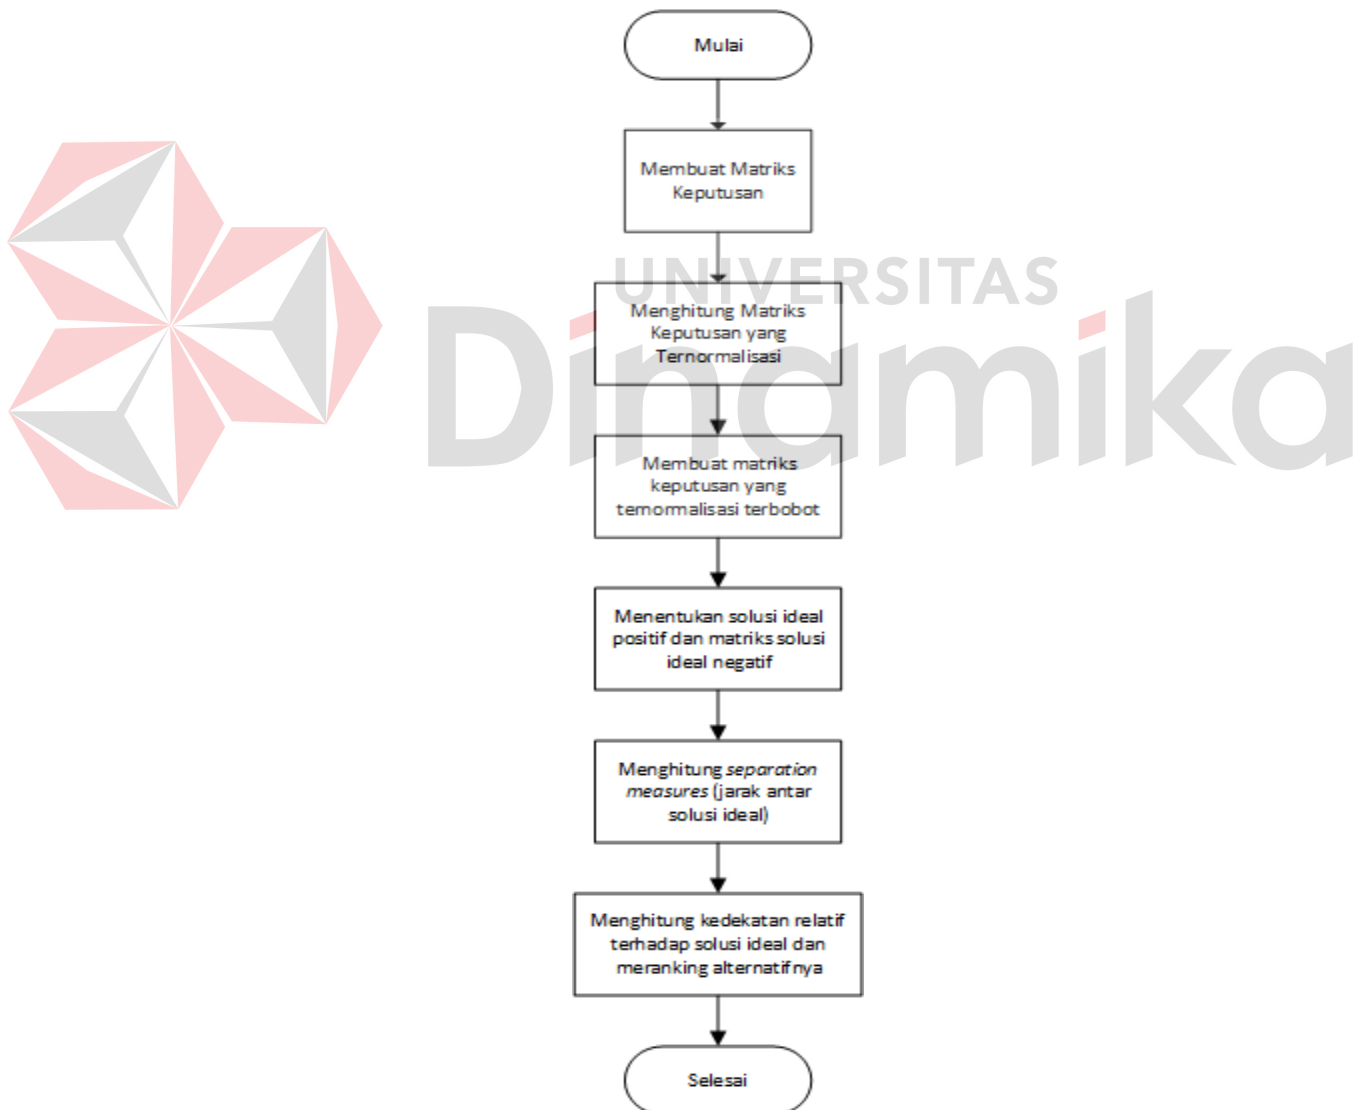 Mulai
Membuat Matriks
Keputusan
UNIVERSITAS
Dinamika
Menghitung Matriks
Keputusan yang
Ternormalisasi
Membuat matriks
keputusan yang
ternormalisasi terbobot
Menentukan solusi ideal
positif dan matriks solusi
ideal negatif
Menghitung separation
measures (jarak antar
solusi ideal)
Menghitung kedekatan relatif
terhadap solusi ideal dan
meranking alternatifnya
Selesai